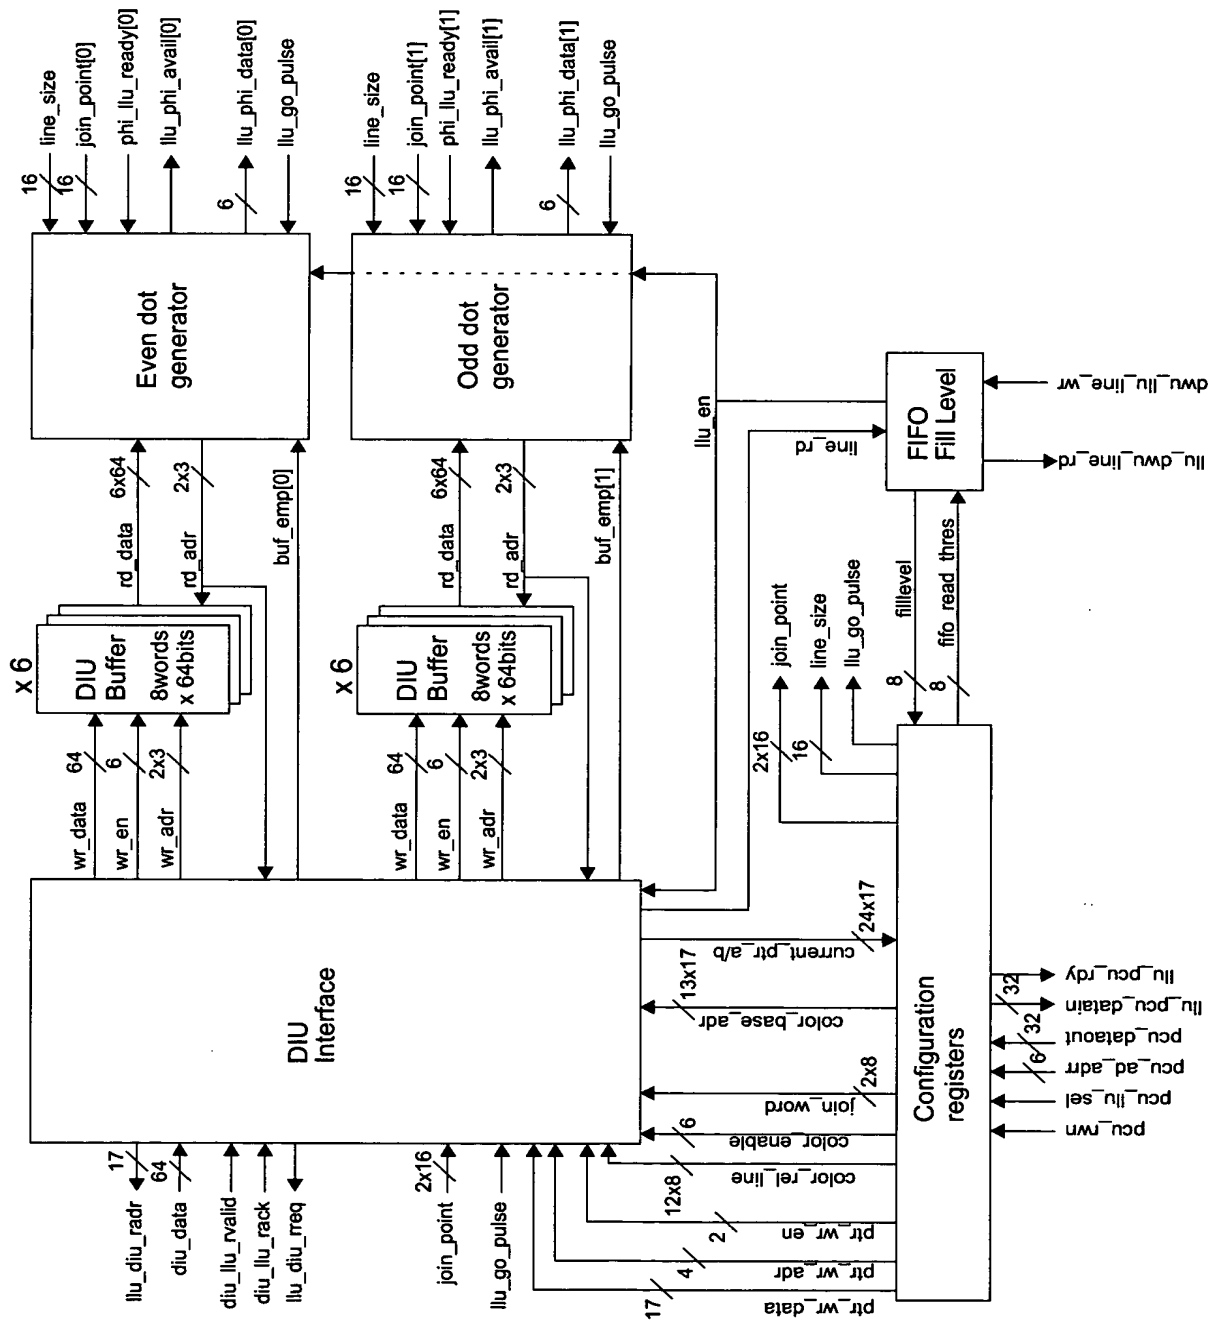 line_size
16
join_point[0]
16
phi_llu_ready[0]
llu_phi_avail[0]
llu_phi_data[0]
6
llu_go_pulse
line_size
16
join_point[1]
16
phi_llu_ready[1]
llu_phi_avail[1]
llu_phi_data[1]
6
llu_go_pulse
Even dot
generator
Odd dot
generator
rd_data
6x64
rd_adr
2x3
buf_emp[0]
rd_data
6x64
rd_adr
2x3
buf_emp[1]
llu_en
line_rd
FIFO
Fill Level
dwu_llu_line_wr
llu_dwu_line_rd
x 6
DIU
Buffer
8words
x 64bits
x 6
DIU
Buffer
8words
x 64bits
wr_data
64
wr_en
6
wr_adr
2x3
wr_data
64
wr_en
6
wr_adr
2x3
join_point
2x16
line_size
16
llu_go_pulse
filllevel
8
fifo_read_thres
8
DIU
Interface
current_ptr_a/b
24x17
color_base_adr
13x17
join_word
2x8
color_enable
6
color_rel_line
12x8
ptr_wr_en
2
ptr_wr_adr
4
ptr_wr_data
17
Configuration
registers
llu_pcu_rdy
llu_pcu_datain
32
pcu_dataout
32
pcu_ad_adrr
6
pcu_llu_sel
pcu_rwn
llu_diu_radr
17
diu_data
64
diu_llu_rvalid
diu_llu_rack
llu_diu_rreq
join_point
2x16
llu_go_pulse